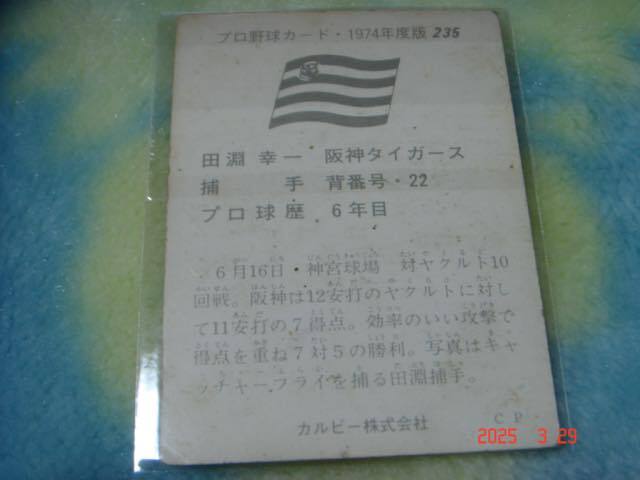 プロ野球カード・1974年度版 235
田淵 幸一 阪神タイガース
捕 手 背番号・22
プロ球歴 6年目
6月16日・神宮球場 対ヤクルト10
回戦。阪神は12安打のヤクルトに対し
て11安打の7得点。効率のいい攻撃で
得点を重ね7対5の勝利。写真はキャ
ッチャーフライを捕る田淵捕手。
カルビー株式会社
C P
2025 3 29